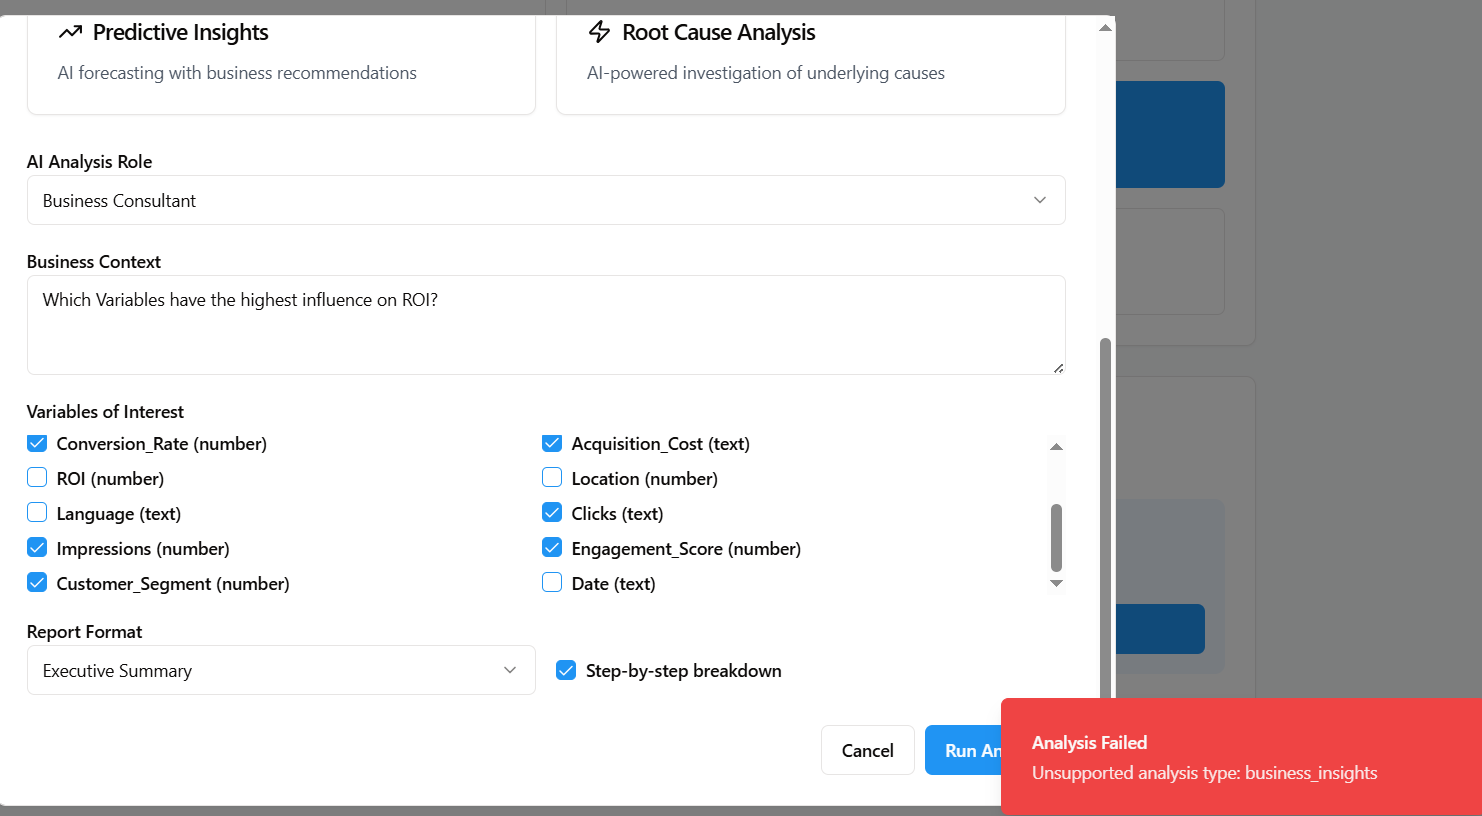 Predictive Insights
AI forecasting with business recommendations
Root Cause Analysis
AI-powered investigation of underlying causes
AI Analysis Role
Business Consultant
Business Context
Which Variables have the highest influence on ROI?
Variables of Interest
Conversion_Rate (number)
Acquisition_Cost (text)
ROI (number)
Location (number)
Language (text)
Clicks (text)
Impressions (number)
Engagement_Score (number)
Customer_Segment (number)
Date (text)
Report Format
Executive Summary
Step-by-step breakdown
Cancel
Run An
Analysis Failed
Unsupported analysis type: business_insights